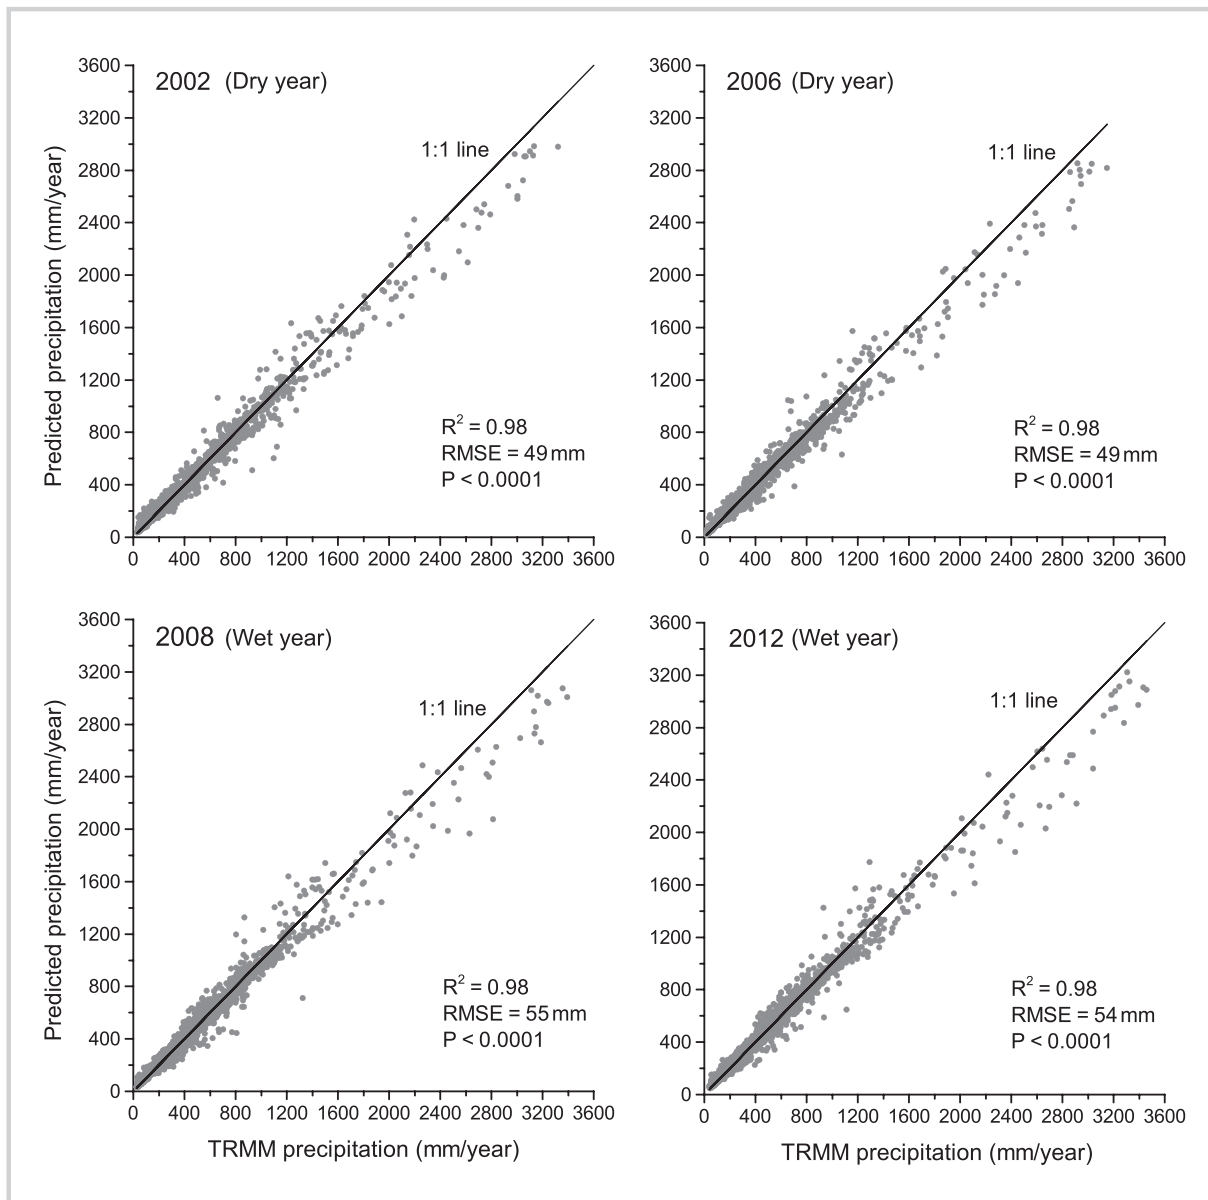 2002 (Dry year)
1:1 line
R² = 0.98
RMSE = 49 mm
P < 0.0001
Predicted precipitation (mm/year)
3600
3200
2800
2400
2000
1600
1200
800
400
0
0 400 800 1200 1600 2000 2400 2800 3200 3600
2006 (Dry year)
1:1 line
R² = 0.98
RMSE = 49 mm
P < 0.0001
3600
3200
2800
2400
2000
1600
1200
800
400
0
0 400 800 1200 1600 2000 2400 2800 3200 3600
2008 (Wet year)
1:1 line
R² = 0.98
RMSE = 55 mm
P < 0.0001
Predicted precipitation (mm/year)
3600
3200
2800
2400
2000
1600
1200
800
400
0
0 400 800 1200 1600 2000 2400 2800 3200 3600
TRMM precipitation (mm/year)
2012 (Wet year)
1:1 line
R² = 0.98
RMSE = 54 mm
P < 0.0001
3600
3200
2800
2400
2000
1600
1200
800
400
0
0 400 800 1200 1600 2000 2400 2800 3200 3600
TRMM precipitation (mm/year)